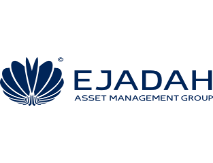 ©
EJADAH
ASSET MANAGEMENT GROUP